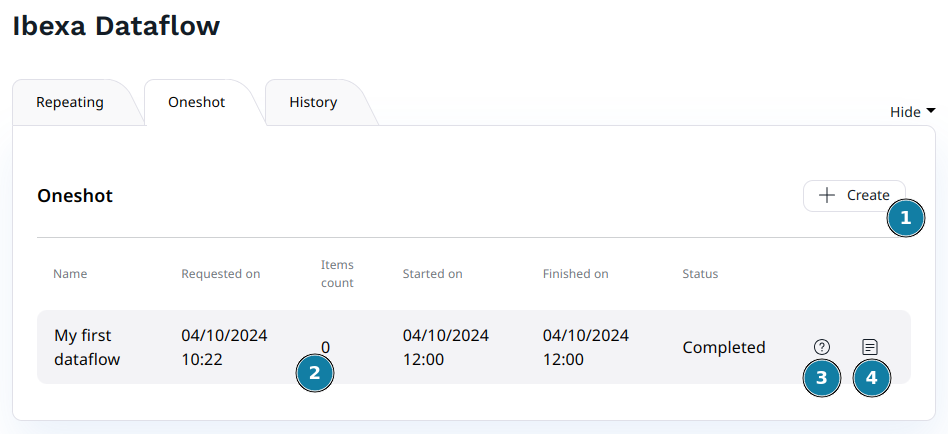 Ibexa Dataflow
Repeating Oneshot History
Hide
Oneshot
Create
1
Name Requested on Items count Started on Finished on Status
My first dataflow 04/10/2024 10:22 0 04/10/2024 12:00 04/10/2024 12:00 Completed
2 3 4